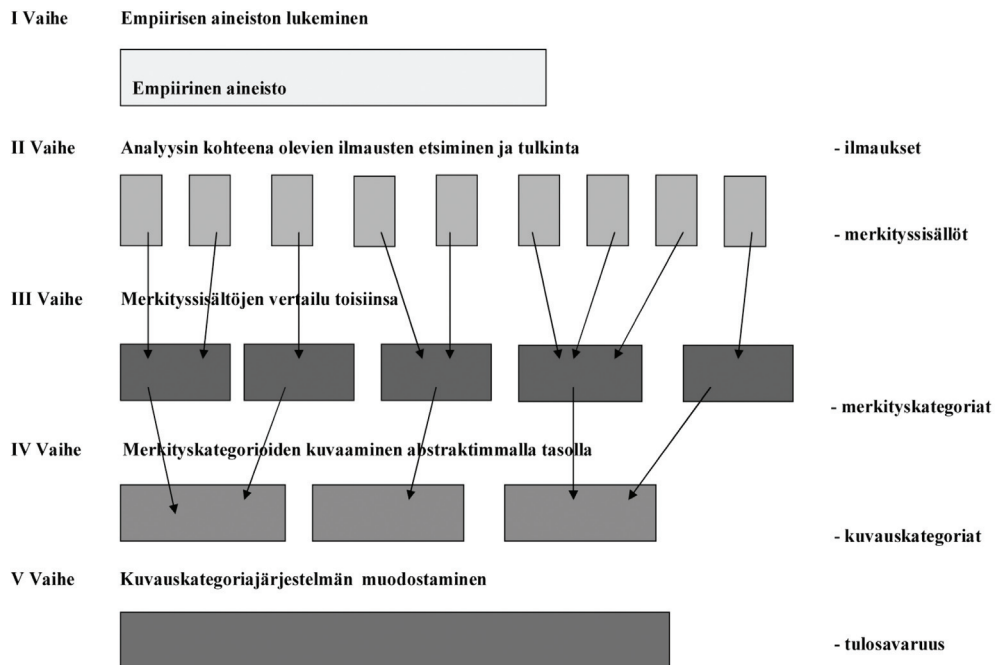 I Vaihe Empiirisen aineiston lukeminen
Empiirinen aineisto
II Vaihe Analyysin kohteena olevien ilmausten etsiminen ja tulkinta - ilmaukset
- merkityssisällöt
III Vaihe Merkityssisältöjen vertailu toisiinsa
- merkityskategoriat
IV Vaihe Merkityskategorioiden kuvaaminen abstraktimmalla tasolla
- kuvauskategoriat
V Vaihe Kuvauskategoriajärjestelmän muodostaminen
- tulosavaruus